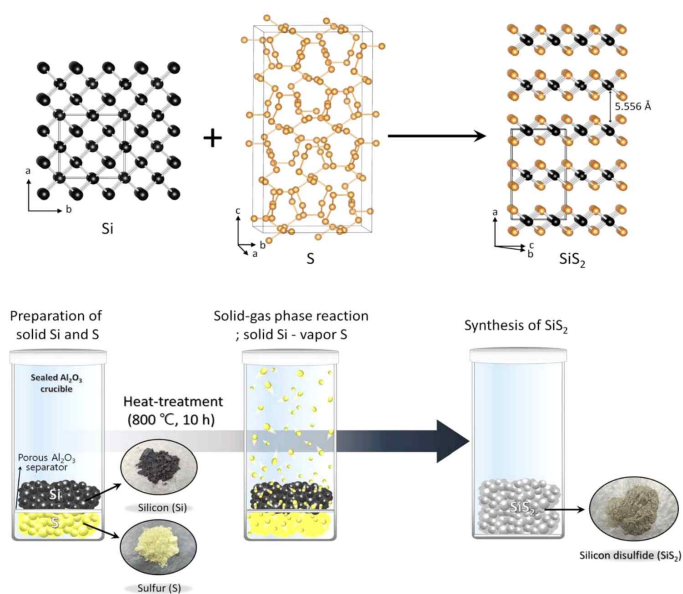 5.556 Å
a
b
Si
c
b
a
S
a
c
b
SiS₂
Preparation of
solid Si and S
Solid-gas phase reaction
; solid Si - vapor S
Synthesis of SiS₂
Sealed Al₂O₃
crucible
Heat-treatment
(800 ℃, 10 h)
Porous Al₂O₃
separator
Si
S
Silicon (Si)
Sulfur (S)
SiS₂
Silicon disulfide (SiS₂)